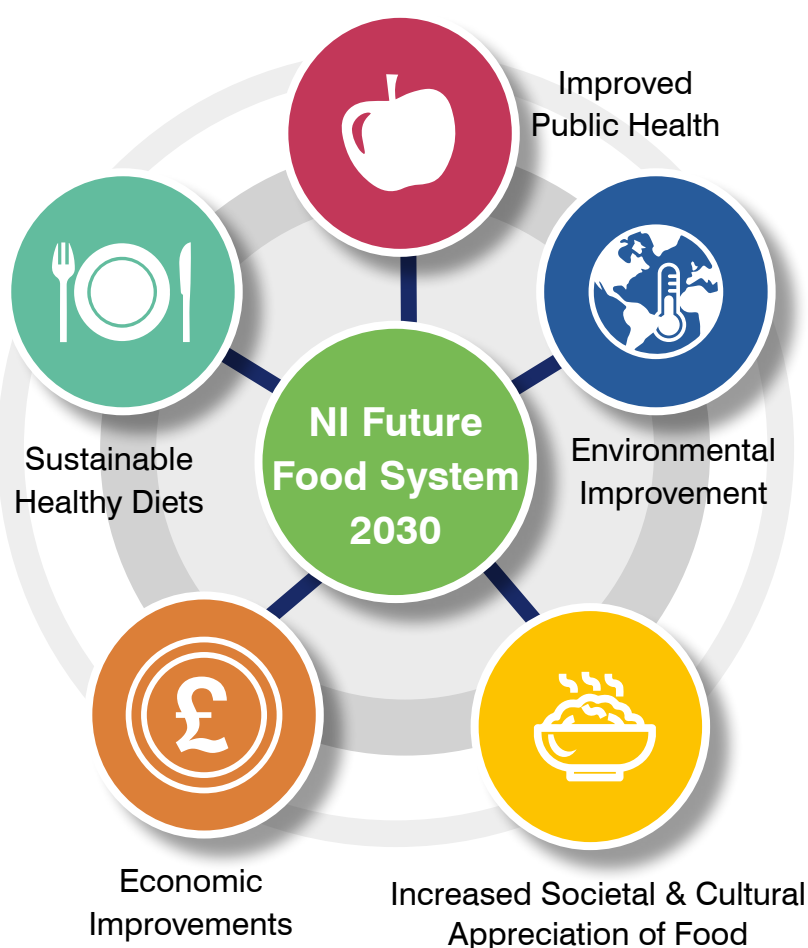 Improved
Public Health
NI Future
Food System
2030
Environmental
Improvement
Sustainable
Healthy Diets
£
Economic
Improvements
Increased Societal & Cultural
Appreciation of Food